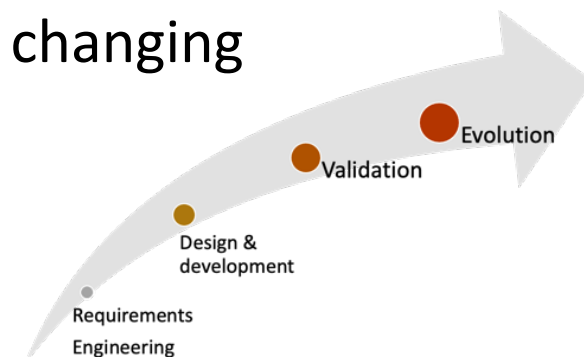 changing
Evolution
Validation
Design &
development
Requirements
Engineering